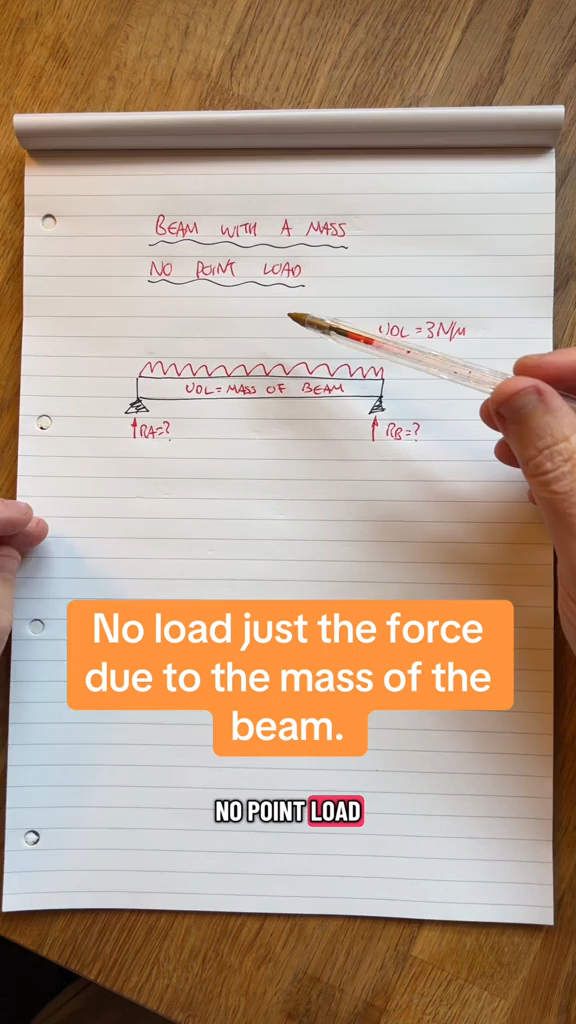 BEAM WITH A MASS
NO POINT LOAD
UDL = 3N/M
UDL = MASS OF BEAM
RA=?
RB=?
No load just the force
due to the mass of the
beam.
NO POINT LOAD